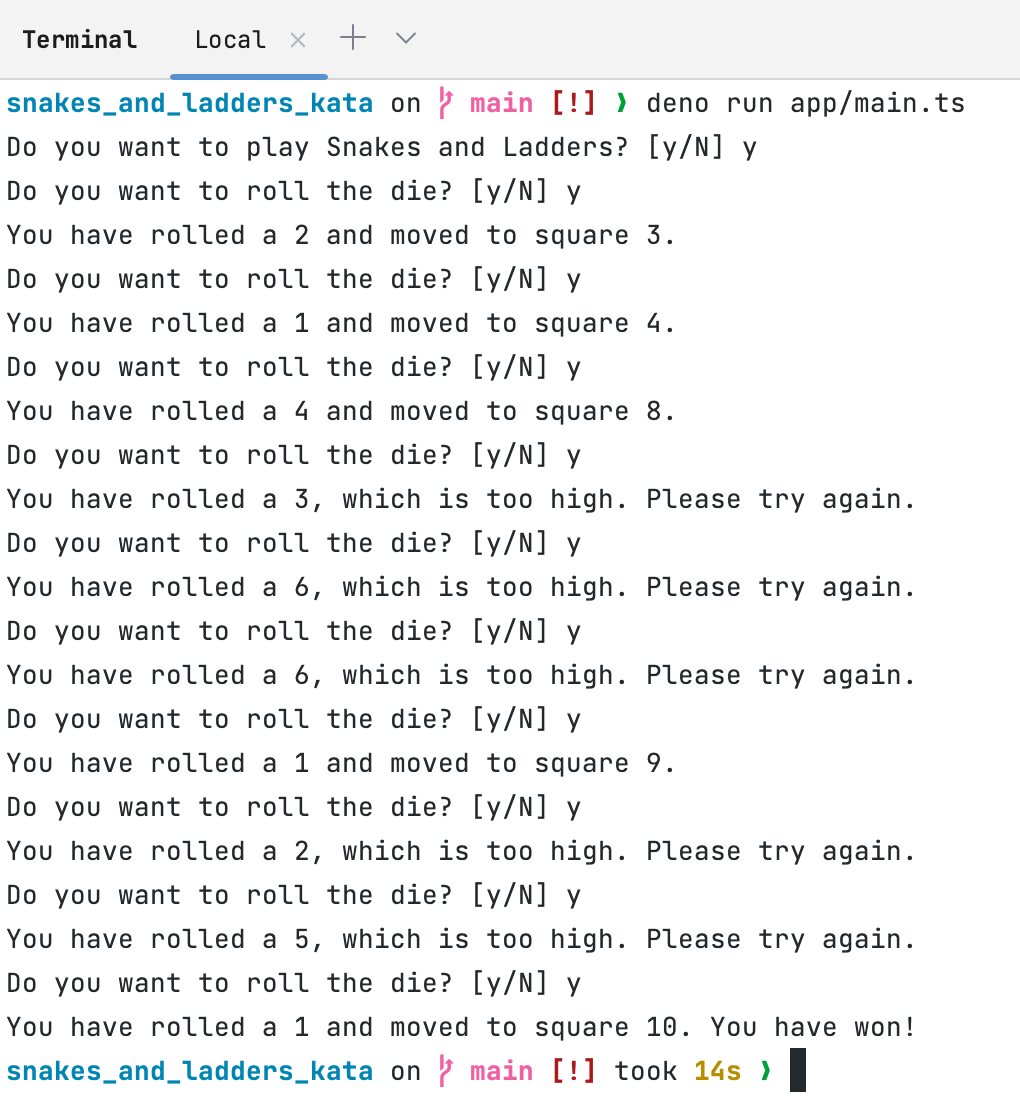 Terminal Local
snakes_and_ladders_kata on main [!] ❯ deno run app/main.ts
Do you want to play Snakes and Ladders? [y/N] y
Do you want to roll the die? [y/N] y
You have rolled a 2 and moved to square 3.
Do you want to roll the die? [y/N] y
You have rolled a 1 and moved to square 4.
Do you want to roll the die? [y/N] y
You have rolled a 4 and moved to square 8.
Do you want to roll the die? [y/N] y
You have rolled a 3, which is too high. Please try again.
Do you want to roll the die? [y/N] y
You have rolled a 6, which is too high. Please try again.
Do you want to roll the die? [y/N] y
You have rolled a 6, which is too high. Please try again.
Do you want to roll the die? [y/N] y
You have rolled a 1 and moved to square 9.
Do you want to roll the die? [y/N] y
You have rolled a 2, which is too high. Please try again.
Do you want to roll the die? [y/N] y
You have rolled a 5, which is too high. Please try again.
Do you want to roll the die? [y/N] y
You have rolled a 1 and moved to square 10. You have won!
snakes_and_ladders_kata on main [!] took 14s ❯